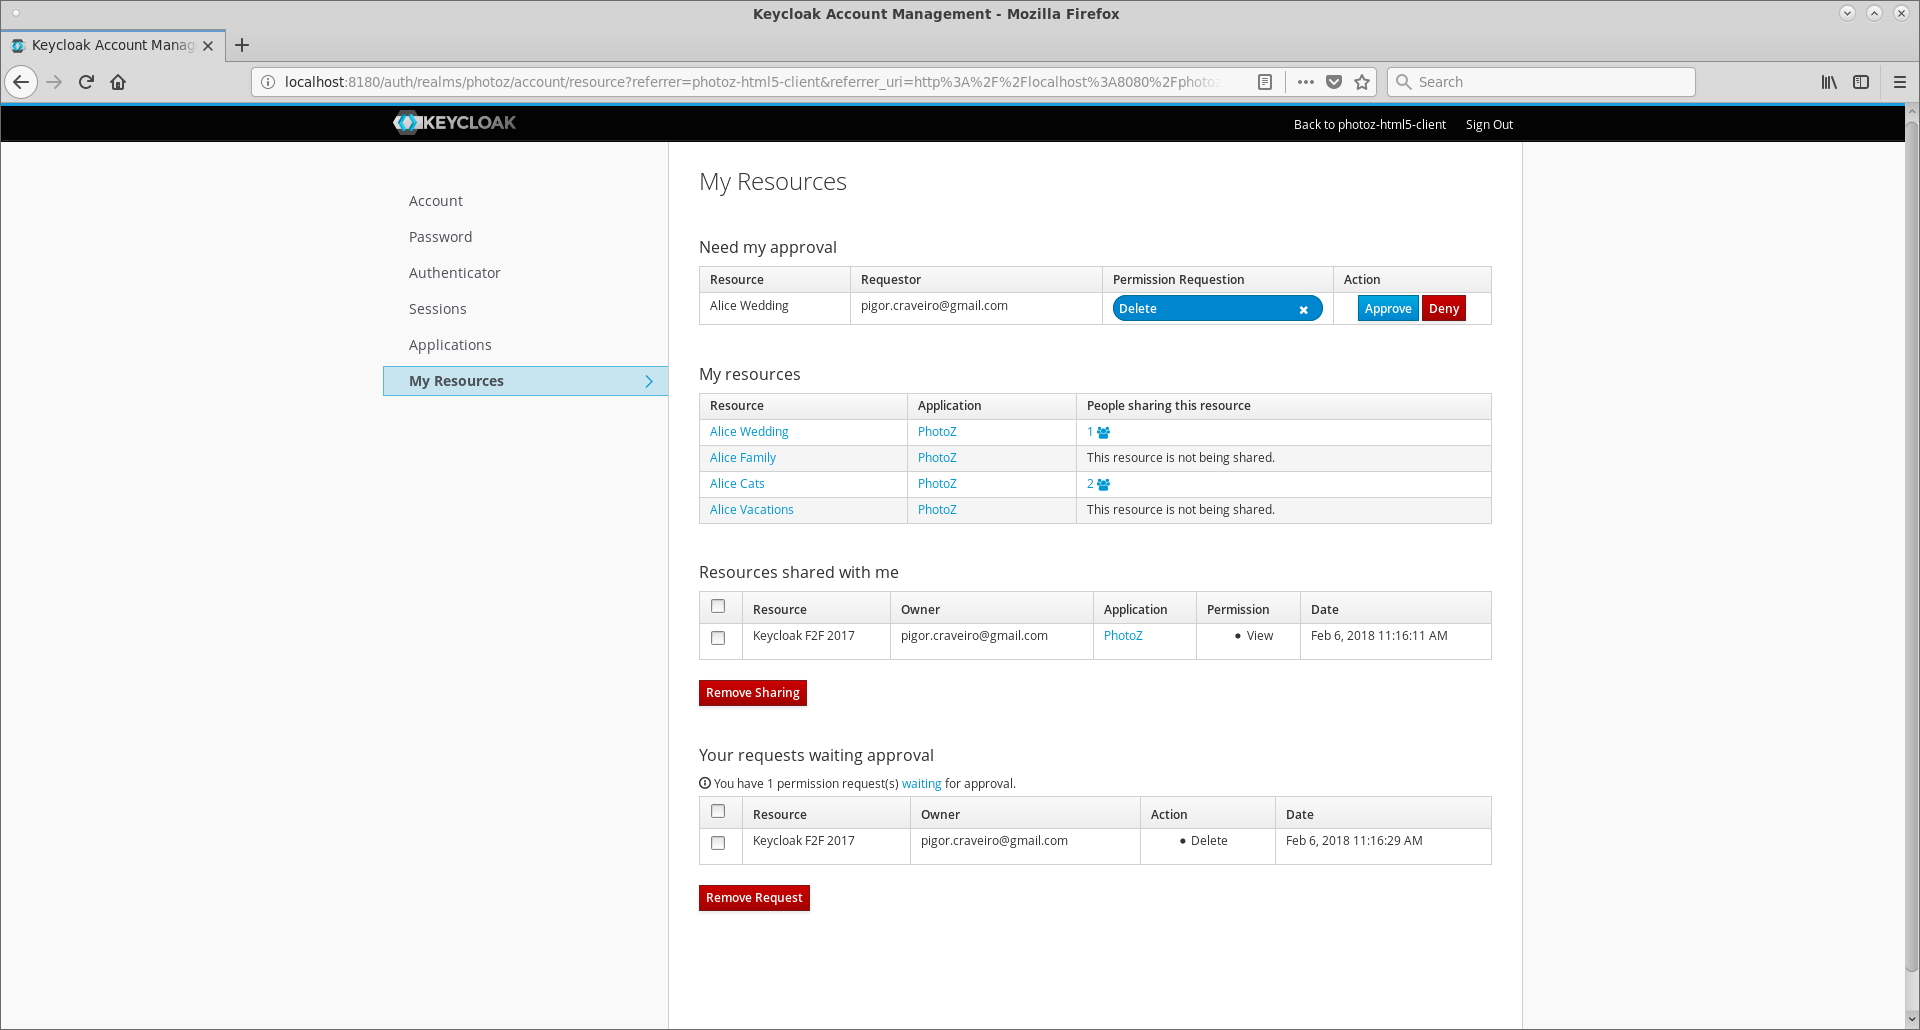 Keycloak Account Management - Mozilla Firefox
Keycloak Account Manag
localhost:8180/auth/realms/photoz/account/resource?referrer=photoz-html5-client&referrer_uri=http%3A%2F%2Flocalhost%3A8080%2Fphotoz
Search
KEYCLOAK
Back to photoz-html5-client Sign Out
Account
Password
Authenticator
Sessions
Applications
My Resources
My Resources
Need my approval
Resource Requestor Permission Requestion Action
Alice Wedding pigor.craveiro@gmail.com Delete Approve Deny
My resources
Resource Application People sharing this resource
Alice Wedding PhotoZ 1
Alice Family PhotoZ This resource is not being shared.
Alice Cats PhotoZ 2
Alice Vacations PhotoZ This resource is not being shared.
Resources shared with me
Resource Owner Application Permission Date
Keycloak F2F 2017 pigor.craveiro@gmail.com PhotoZ • View Feb 6, 2018 11:16:11 AM
Remove Sharing
Your requests waiting approval
You have 1 permission request(s) waiting for approval.
Resource Owner Action Date
Keycloak F2F 2017 pigor.craveiro@gmail.com • Delete Feb 6, 2018 11:16:29 AM
Remove Request